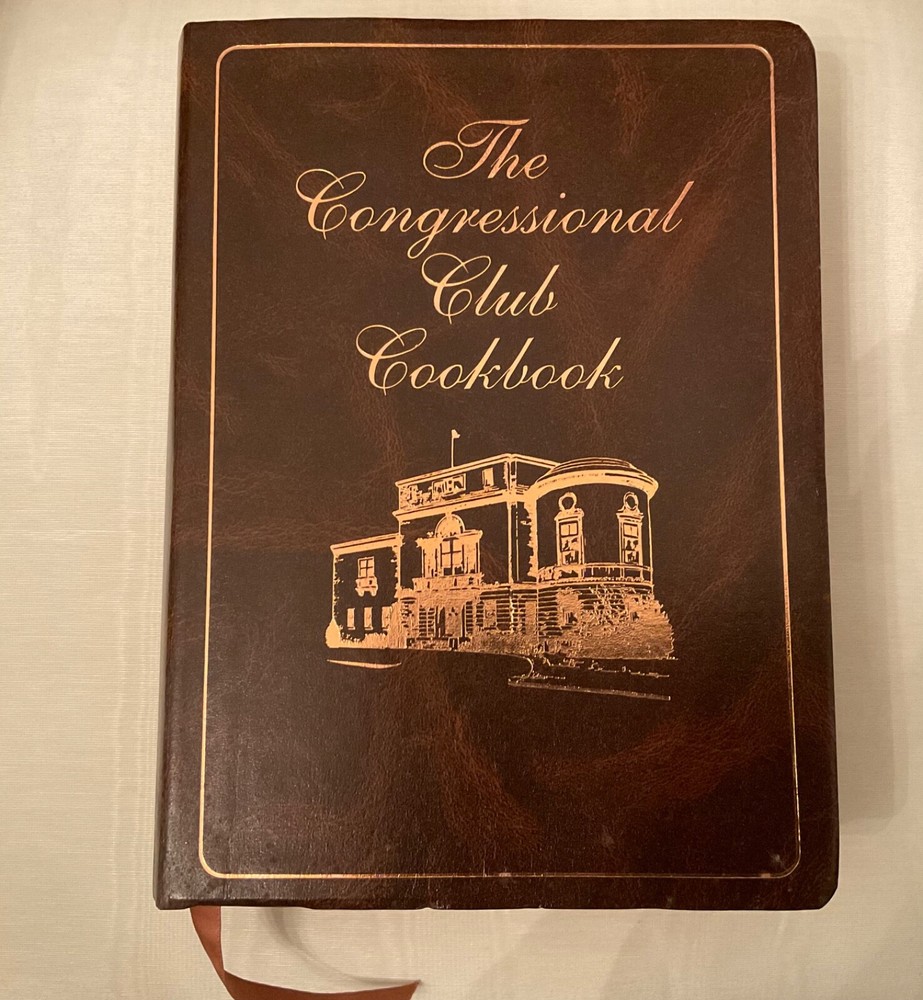 The
Congressional
Club
Cookbook